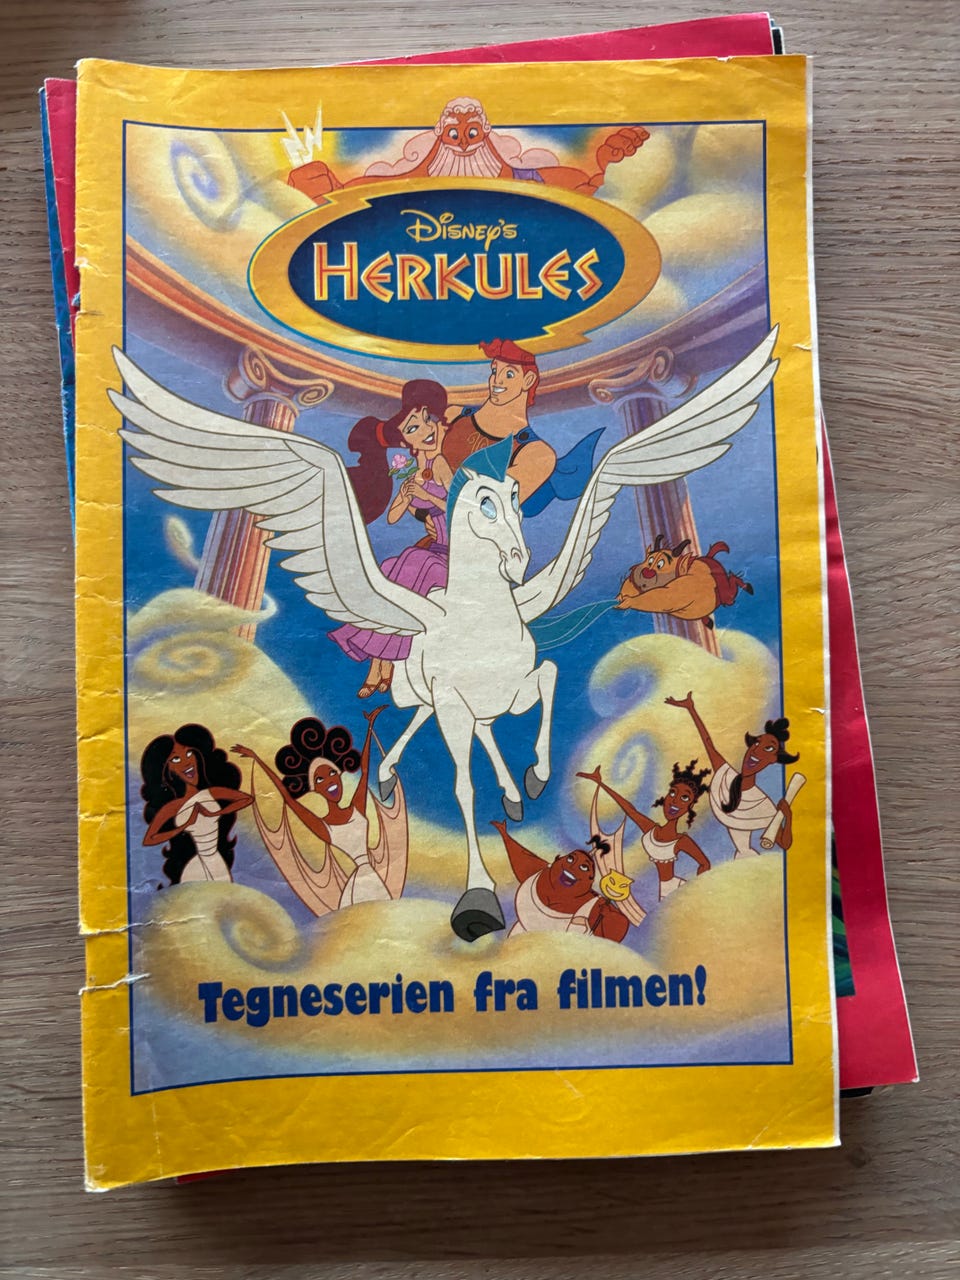 Disney's
HERKULES
Tegneserien fra filmen!